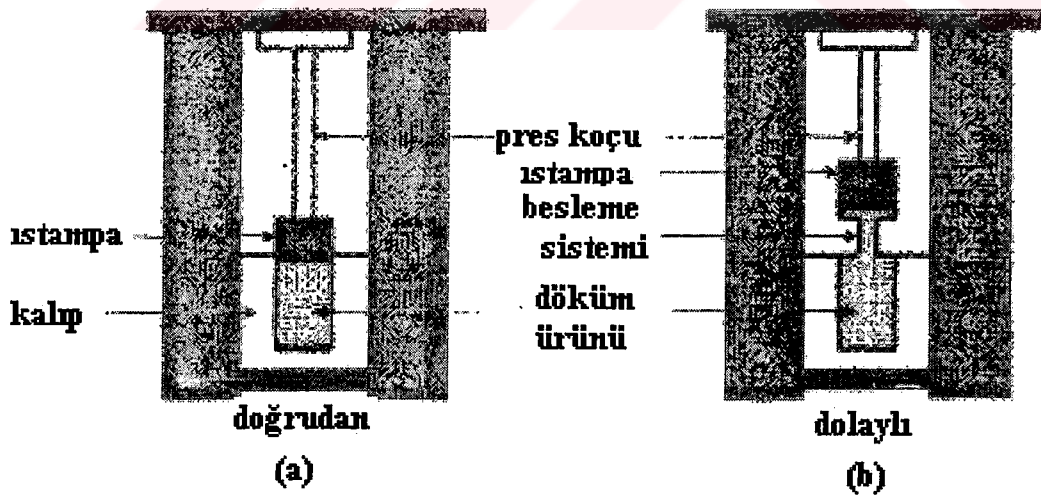 pres koçu
ıstampa
besleme
sistemi
ıstampa
kalıp
döküm
ürünü
doğrudan
(a)
dolaylı
(b)